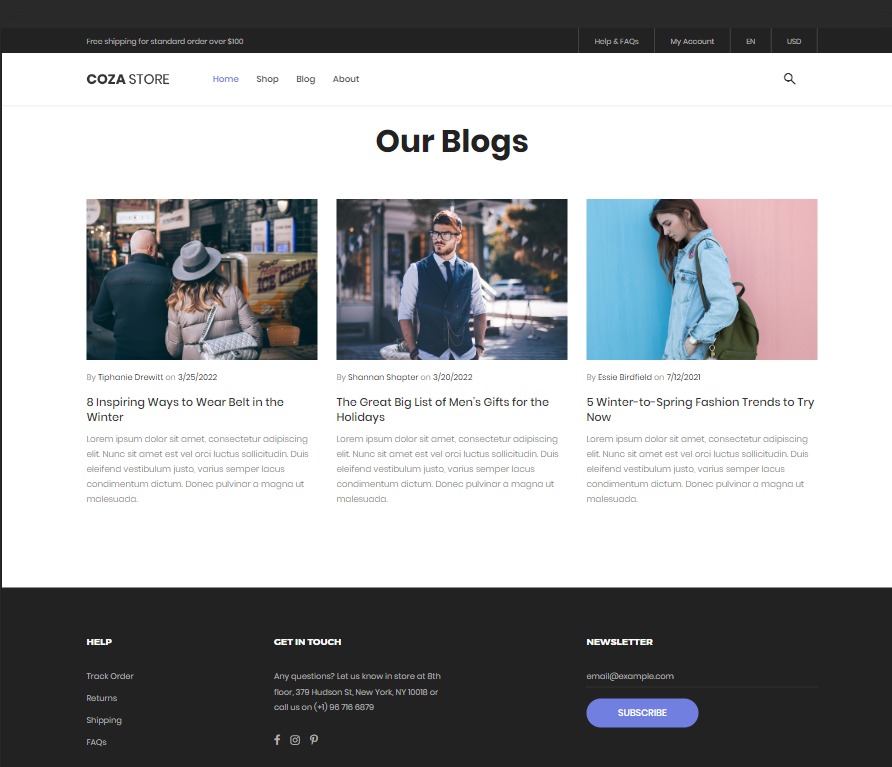 Free shipping for standard order over $100
Help & FAQs
My Account
EN
USD
COZA STORE
Home
Shop
Blog
About
Our Blogs
ICE CREAM
By Tiphanie Drewitt on 3/25/2022
8 Inspiring Ways to Wear Belt in the
Winter
Lorem ipsum dolor sit amet, consectetur adipiscing
elit. Nunc sit amet est vel orci luctus sollicitudin. Duis
eleifend vestibulum justo, varius semper lacus
condimentum dictum. Donec pulvinar a magna ut
malesuada.
By Shannan Shapter on 3/20/2022
The Great Big List of Men's Gifts for the
Holidays
Lorem ipsum dolor sit amet, consectetur adipiscing
elit. Nunc sit amet est vel orci luctus sollicitudin. Duis
eleifend vestibulum justo, varius semper lacus
condimentum dictum. Donec pulvinar a magna ut
malesuada.
By Essie Birdfield on 7/12/2021
5 Winter-to-Spring Fashion Trends to Try
Now
Lorem ipsum dolor sit amet, consectetur adipiscing
elit. Nunc sit amet est vel orci luctus sollicitudin. Duis
eleifend vestibulum justo, varius semper lacus
condimentum dictum. Donec pulvinar a magna ut
malesuada.
HELP
Track Order
Returns
Shipping
FAQs
GET IN TOUCH
Any questions? Let us know in store at 8th
floor, 379 Hudson St, New York, NY 10018 or
call us on (+1) 96 716 6879
NEWSLETTER
email@example.com
SUBSCRIBE